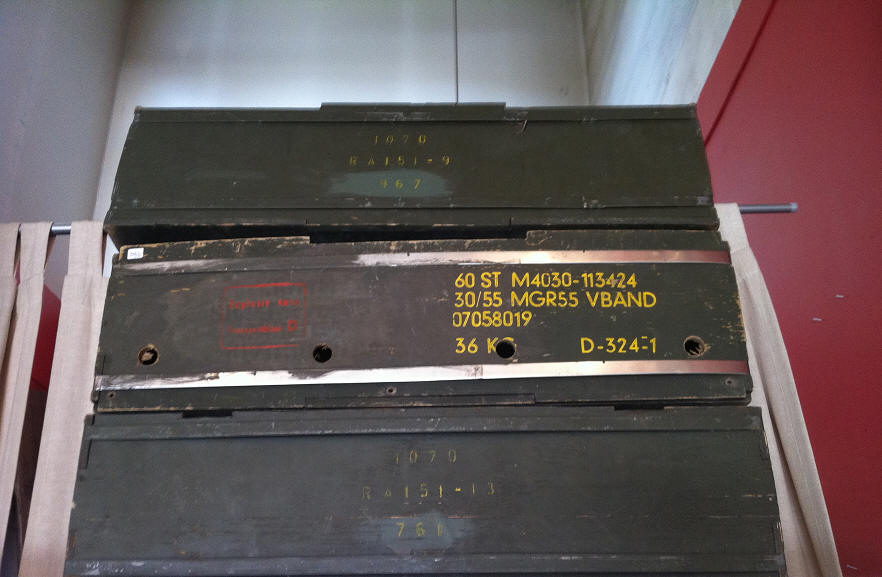 1070
RA151-9
967
60 ST M4030-113424
30/55 MGR55 VBAND
07058019
36 KG D-324-1
1070
RA151-13
761